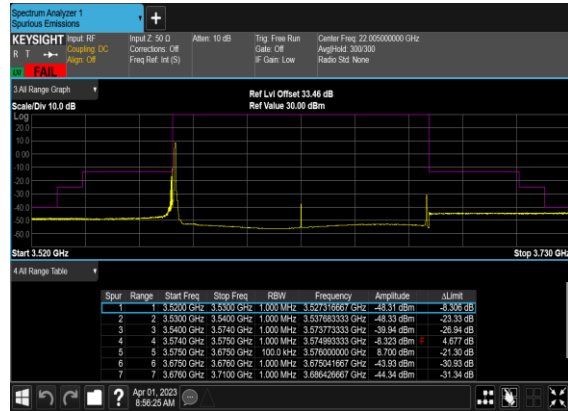 Spectrum Analyzer 1
Spurious Emissions
+
KEYSIGHT Input: RF Input Z: 50 Ω Atten: 10 dB Trig: Free Run Center Freq: 22.005000000 GHz
R T Coupling: DC Corrections: Off Gate: Off Avg|Hold: 300/300
Align: Off Freq Ref: Int (S) IF Gain: Low Radio Std: None
LNI FAIL
3 All Range Graph
Ref Lvl Offset 33.46 dB
Scale/Div 10.0 dB Ref Value 30.00 dBm
Log
20.0
10.0
0.00
-10.0
-20.0
-30.0
-40.0
-50.0
-60.0
Start 3.520 GHz Stop 3.730 GHz
4 All Range Table
Spur Range Start Freq Stop Freq RBW Frequency Amplitude ΔLimit
1 1 3.5200 GHz 3.5300 GHz 1.000 MHz 3.527316667 GHz -48.31 dBm -8.306 dB
2 2 3.5300 GHz 3.5400 GHz 1.000 MHz 3.537683333 GHz -48.33 dBm -23.33 dB
3 3 3.5400 GHz 3.5740 GHz 1.000 MHz 3.573773333 GHz -39.94 dBm -26.94 dB
4 4 3.5740 GHz 3.5750 GHz 1.000 MHz 3.574993333 GHz -8.323 dBm F 4.677 dB
5 5 3.5750 GHz 3.6750 GHz 100.0 kHz 3.576000000 GHz 8.700 dBm -21.30 dB
6 6 3.6750 GHz 3.6760 GHz 1.000 MHz 3.675041667 GHz -43.93 dBm -30.93 dB
7 7 3.6760 GHz 3.7100 GHz 1.000 MHz 3.686426667 GHz -44.34 dBm -31.34 dB
? Apr 01, 2023
8:56:25 AM